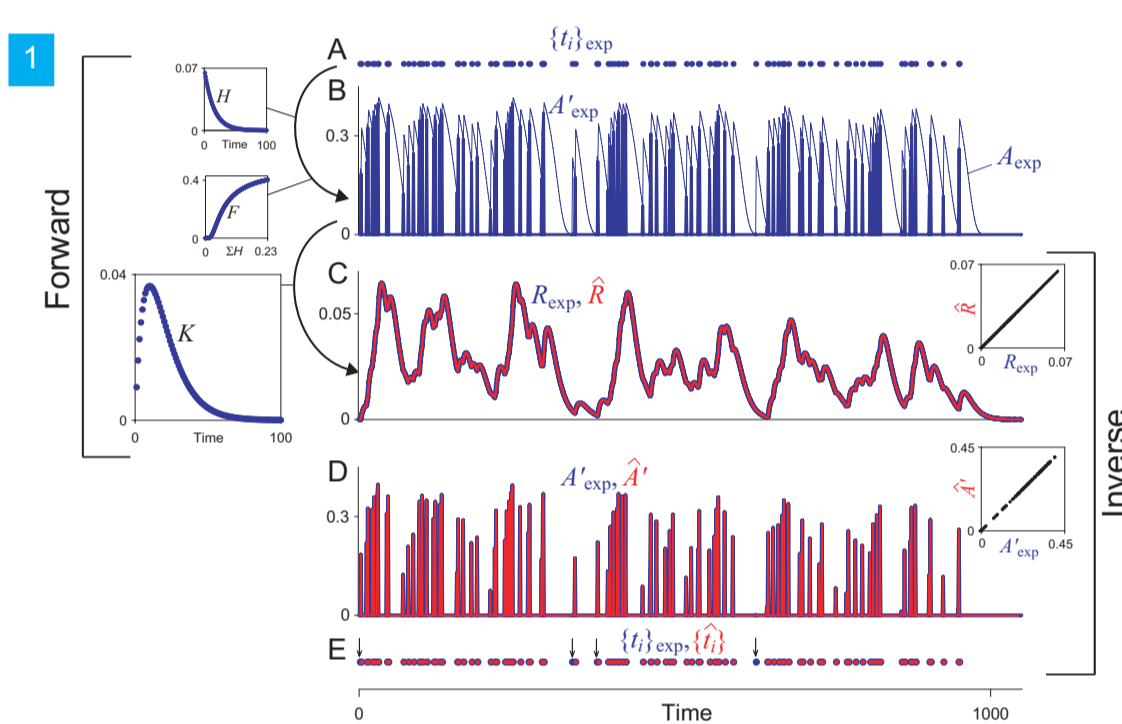 1
Forward
Inverse
A
{tᵢ}exp
B
A′exp
Aexp
0.3
0
0.07
H
0
0 Time 100
0.4
F
0
0 ΣH 0.23
0.04
K
0
0 Time 100
C
Rexp, R̂
0.05
0
0.07
R̂
0
0 Rexp 0.07
D
A′exp, Â′
0.3
0
0.45
Â′
0
0 A′exp 0.45
E
{tᵢ}exp, {t̂ᵢ}
0 Time 1000